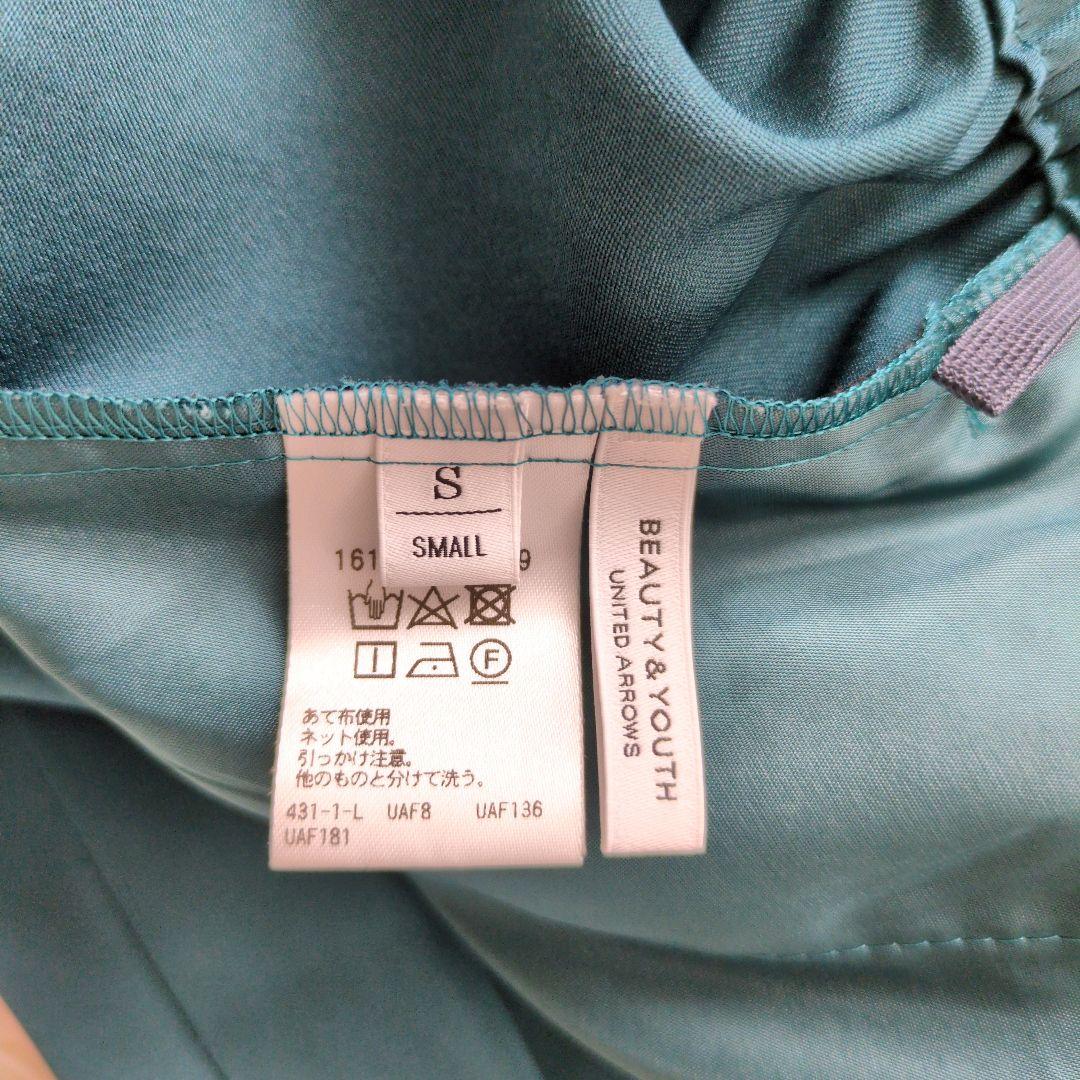 S
SMALL
161 9
F
あて布使用
ネット使用。
引っかけ注意。
他のものと分けて洗う。
431-1-L UAF8 UAF136
UAF181
BEAUTY & YOUTH
UNITED ARROWS